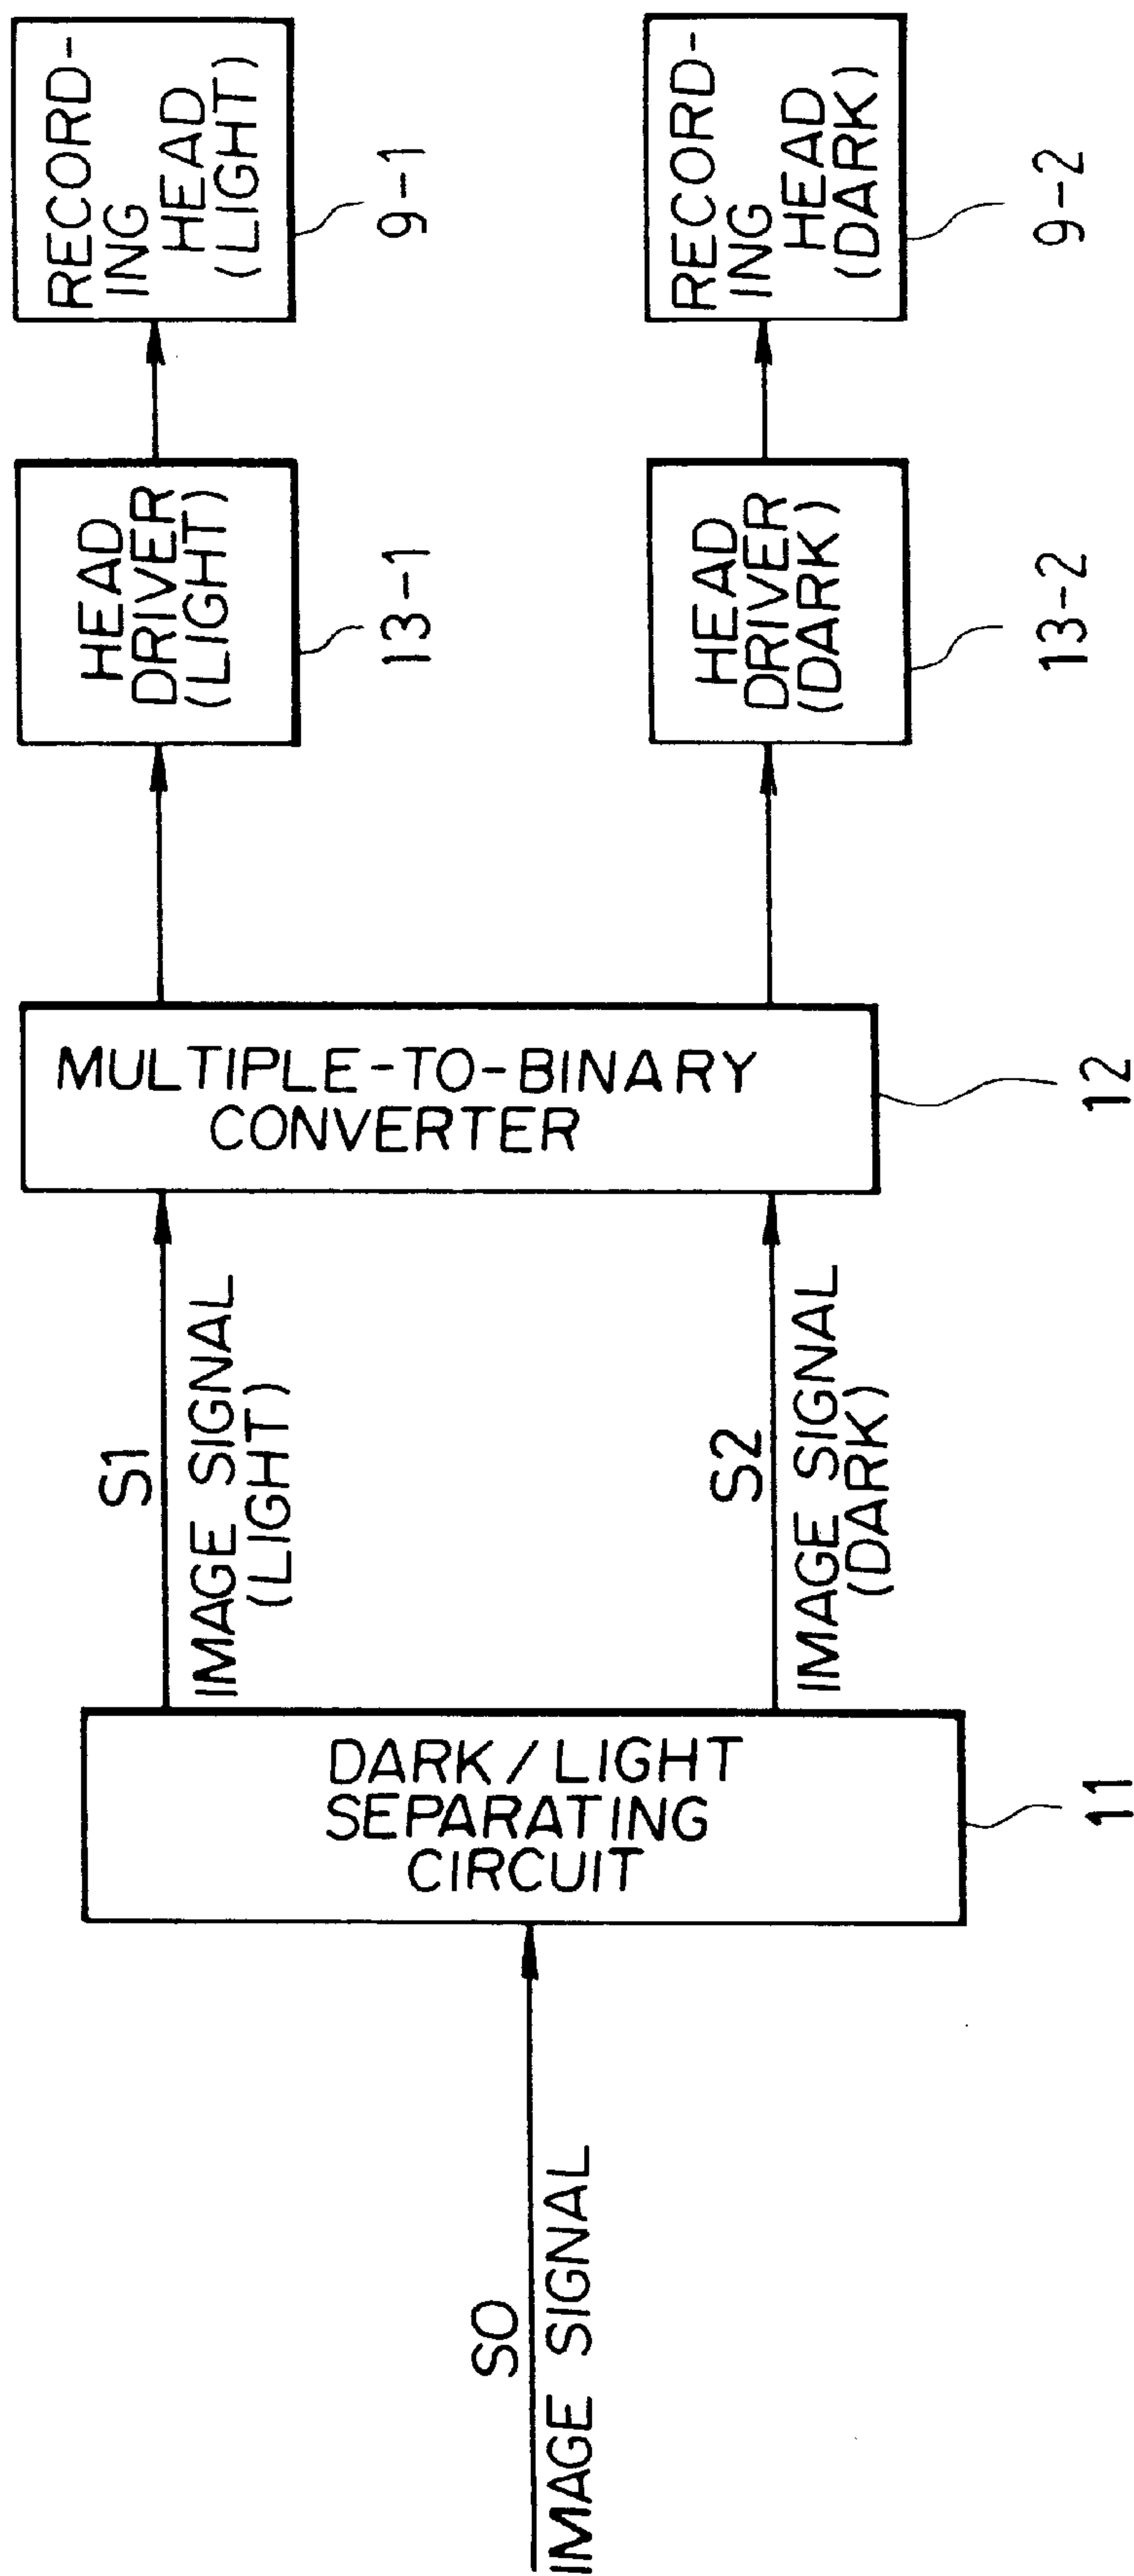 S0
IMAGE SIGNAL
DARK/LIGHT
SEPARATING
CIRCUIT
11
S1
IMAGE SIGNAL
(LIGHT)
S2
IMAGE SIGNAL
(DARK)
MULTIPLE-TO-BINARY
CONVERTER
12
HEAD
DRIVER
(LIGHT)
13-1
HEAD
DRIVER
(DARK)
13-2
RECORD-
ING
HEAD
(LIGHT)
9-1
RECORD-
ING
HEAD
(DARK)
9-2